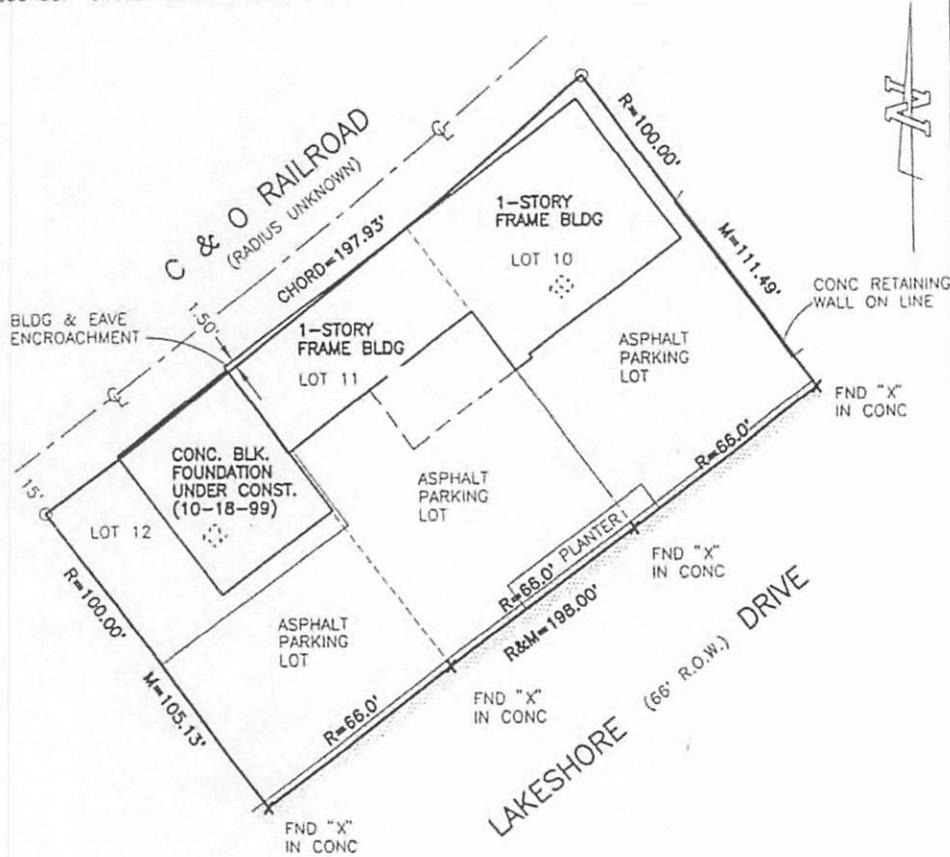 N
R=100.00'
C & O RAILROAD
(RADIUS UNKNOWN)
CHORD=197.93'
1-STORY
FRAME BLDG
LOT 10
M=111.49'
CONC RETAINING
WALL ON LINE
BLDG & EAVE
ENCROACHMENT
1.50'
1-STORY
FRAME BLDG
LOT 11
ASPHALT
PARKING
LOT
FND "X"
IN CONC
CONC. BLK.
FOUNDATION
UNDER CONST.
(10-18-99)
15'
LOT 12
ASPHALT
PARKING
LOT
R=66.0'
PLANTER
R=66.0'
FND "X"
IN CONC
R=100.00'
M=105.13'
ASPHALT
PARKING
LOT
R&M=198.00'
R=66.0'
FND "X"
IN CONC
LAKESHORE (66' R.O.W.) DRIVE
FND "X"
IN CONC